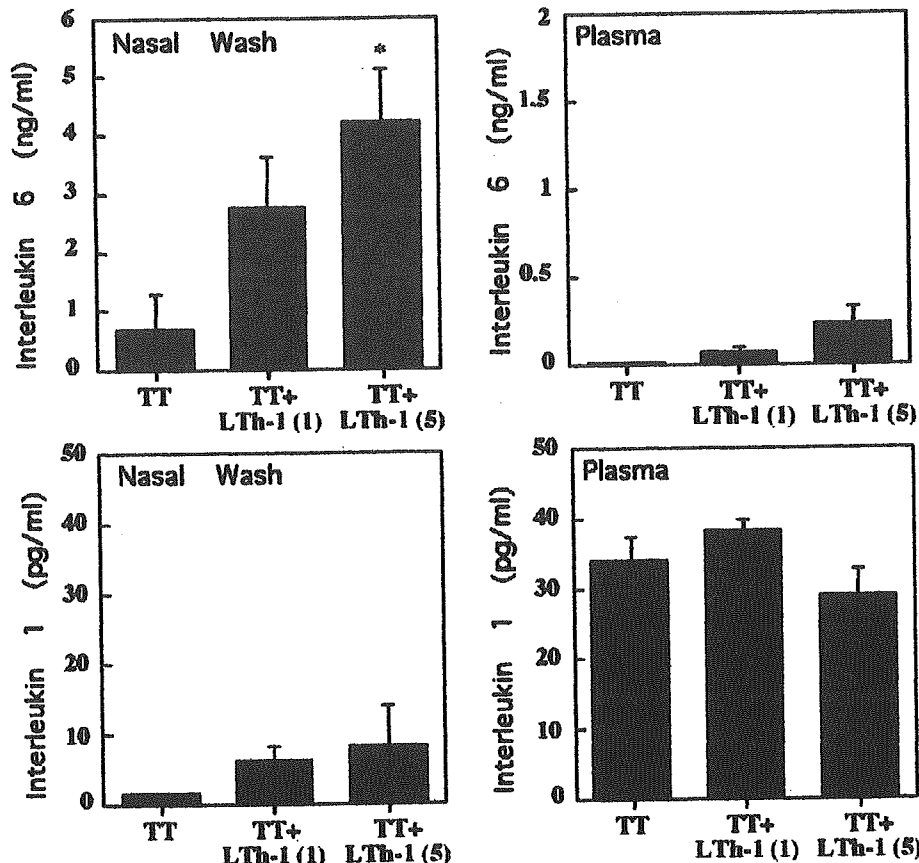 Interleukin 6 (ng/ml)
6
5
4
3
2
1
0
Nasal Wash
*
TT
TT+
LTh-1 (1)
TT+
LTh-1 (5)
Interleukin 6 (ng/ml)
2
1.5
1
0.5
0
Plasma
TT
TT+
LTh-1 (1)
TT+
LTh-1 (5)
Interleukin 1 (pg/ml)
50
40
30
20
10
0
Nasal Wash
TT
TT+
LTh-1 (1)
TT+
LTh-1 (5)
Interleukin 1 (pg/ml)
50
40
30
20
10
0
Plasma
TT
TT+
LTh-1 (1)
TT+
LTh-1 (5)